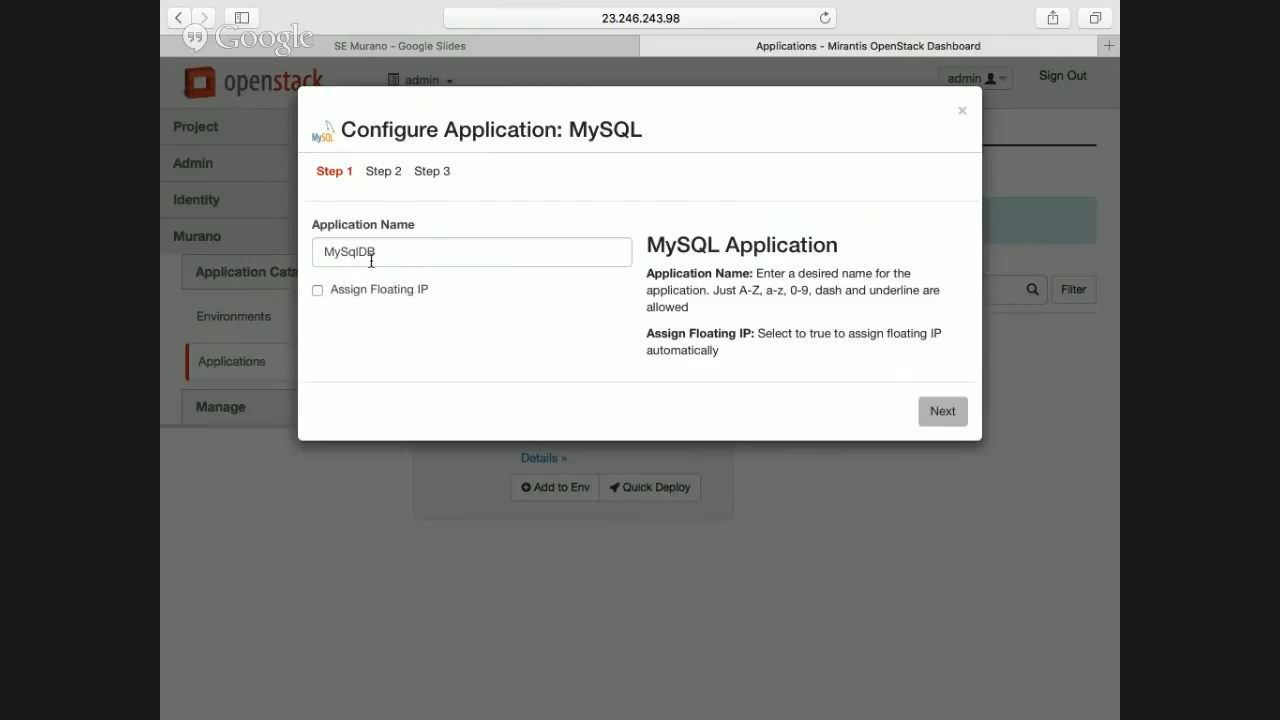 23.246.243.98
Google
SE Murano - Google Slides
Applications - Mirantis OpenStack Dashboard
openstack
admin
admin
Sign Out
Project
Admin
Identity
Murano
Application Cata
Environments
Applications
Manage
Filter
MySQL
Configure Application: MySQL
×
Step 1 Step 2 Step 3
Application Name
MySqlDB
Assign Floating IP
MySQL Application
Application Name: Enter a desired name for the
application. Just A-Z, a-z, 0-9, dash and underline are
allowed
Assign Floating IP: Select to true to assign floating IP
automatically
Next
Details »
Add to Env
Quick Deploy